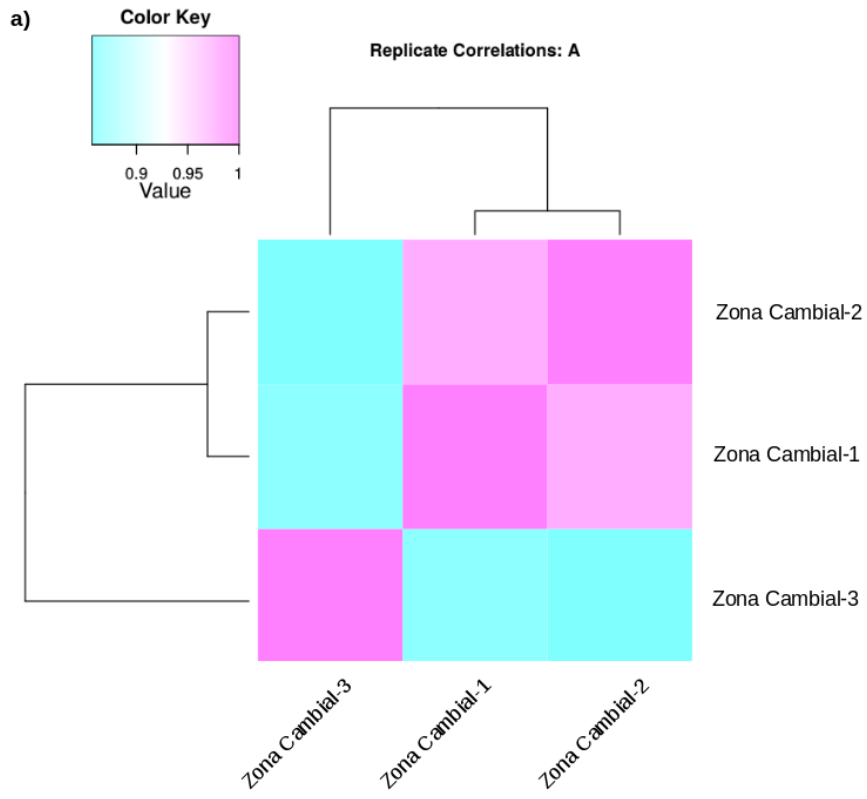 a)
Color Key
0.9 0.95 1
Value
Replicate Correlations: A
Zona Cambial-2
Zona Cambial-1
Zona Cambial-3
Zona Cambial-3
Zona Cambial-1
Zona Cambial-2